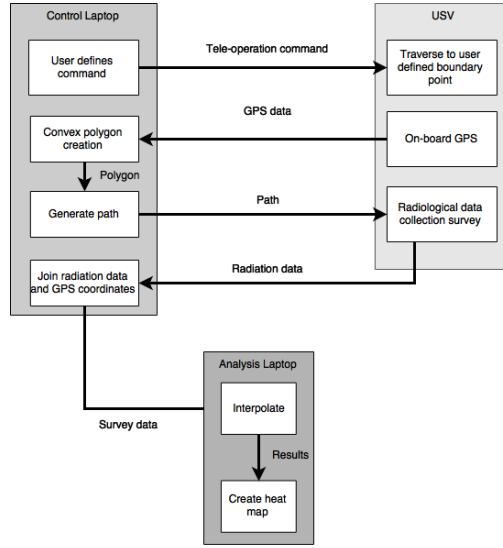 Control Laptop
USV
User defines
command
Tele-operation command
Traverse to user
defined boundary
point
GPS data
Convex polygon
creation
On-board GPS
Polygon
Generate path
Path
Radiological data
collection survey
Join radiation data
and GPS coordinates
Radiation data
Analysis Laptop
Interpolate
Survey data
Results
Create heat
map